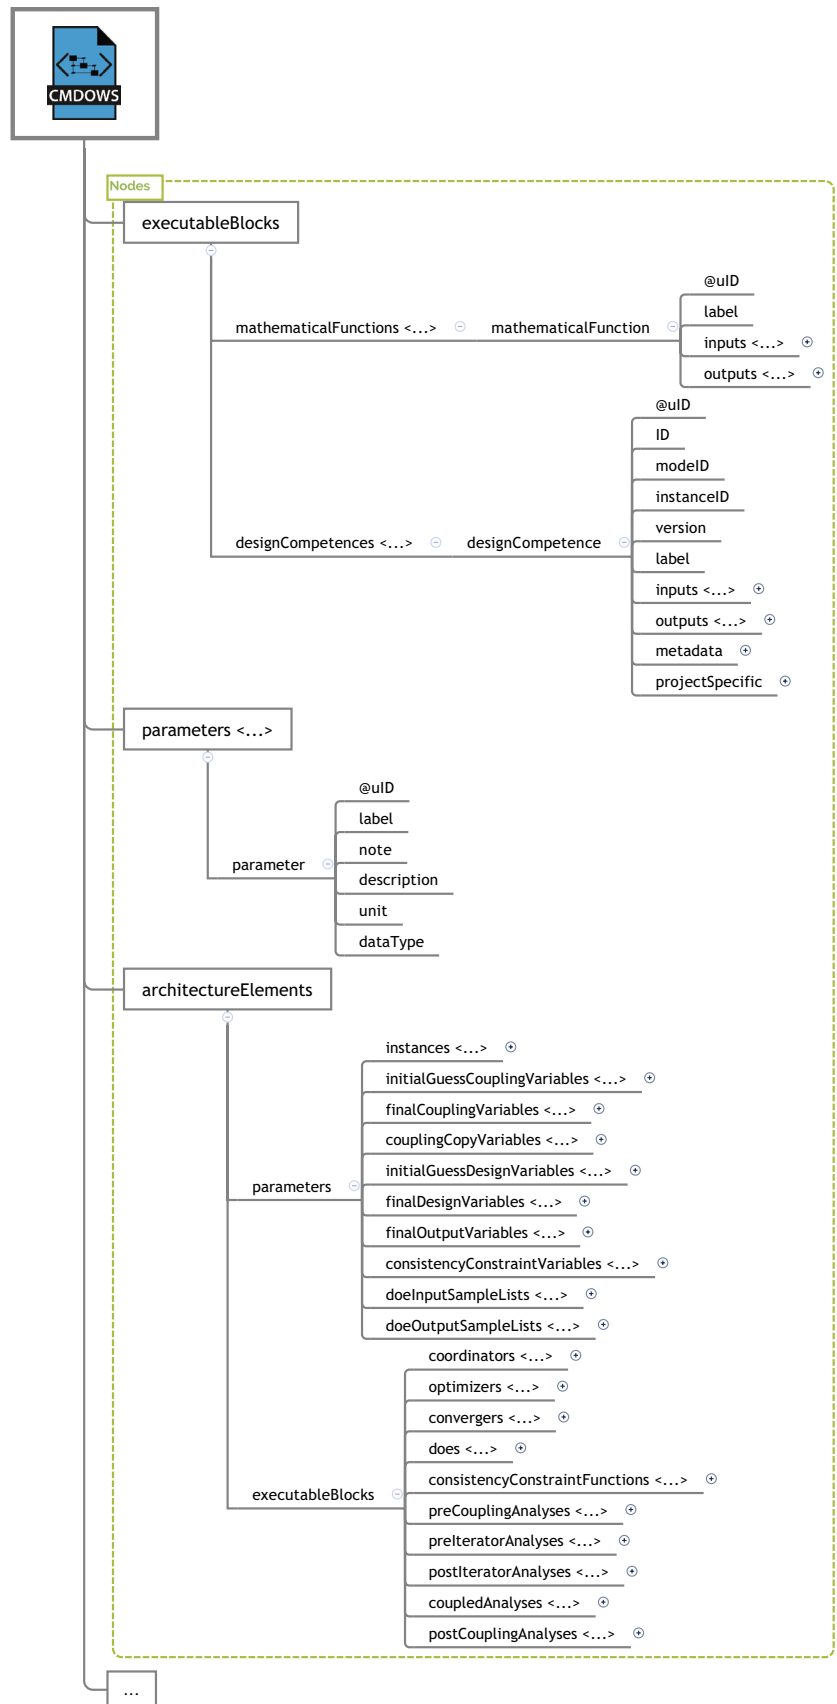 CMDOWS
Nodes
executableBlocks
mathematicalFunctions <...>
mathematicalFunction
@uID
label
inputs <...>
outputs <...>
designCompetences <...>
designCompetence
@uID
ID
modeID
instanceID
version
label
inputs <...>
outputs <...>
metadata
projectSpecific
parameters <...>
parameter
@uID
label
note
description
unit
dataType
architectureElements
parameters
instances <...>
initialGuessCouplingVariables <...>
finalCouplingVariables <...>
couplingCopyVariables <...>
initialGuessDesignVariables <...>
finalDesignVariables <...>
finalOutputVariables <...>
consistencyConstraintVariables <...>
doeInputSampleLists <...>
doeOutputSampleLists <...>
executableBlocks
coordinators <...>
optimizers <...>
convergers <...>
does <...>
consistencyConstraintFunctions <...>
preCouplingAnalyses <...>
preIteratorAnalyses <...>
postIteratorAnalyses <...>
coupledAnalyses <...>
postCouplingAnalyses <...>
...